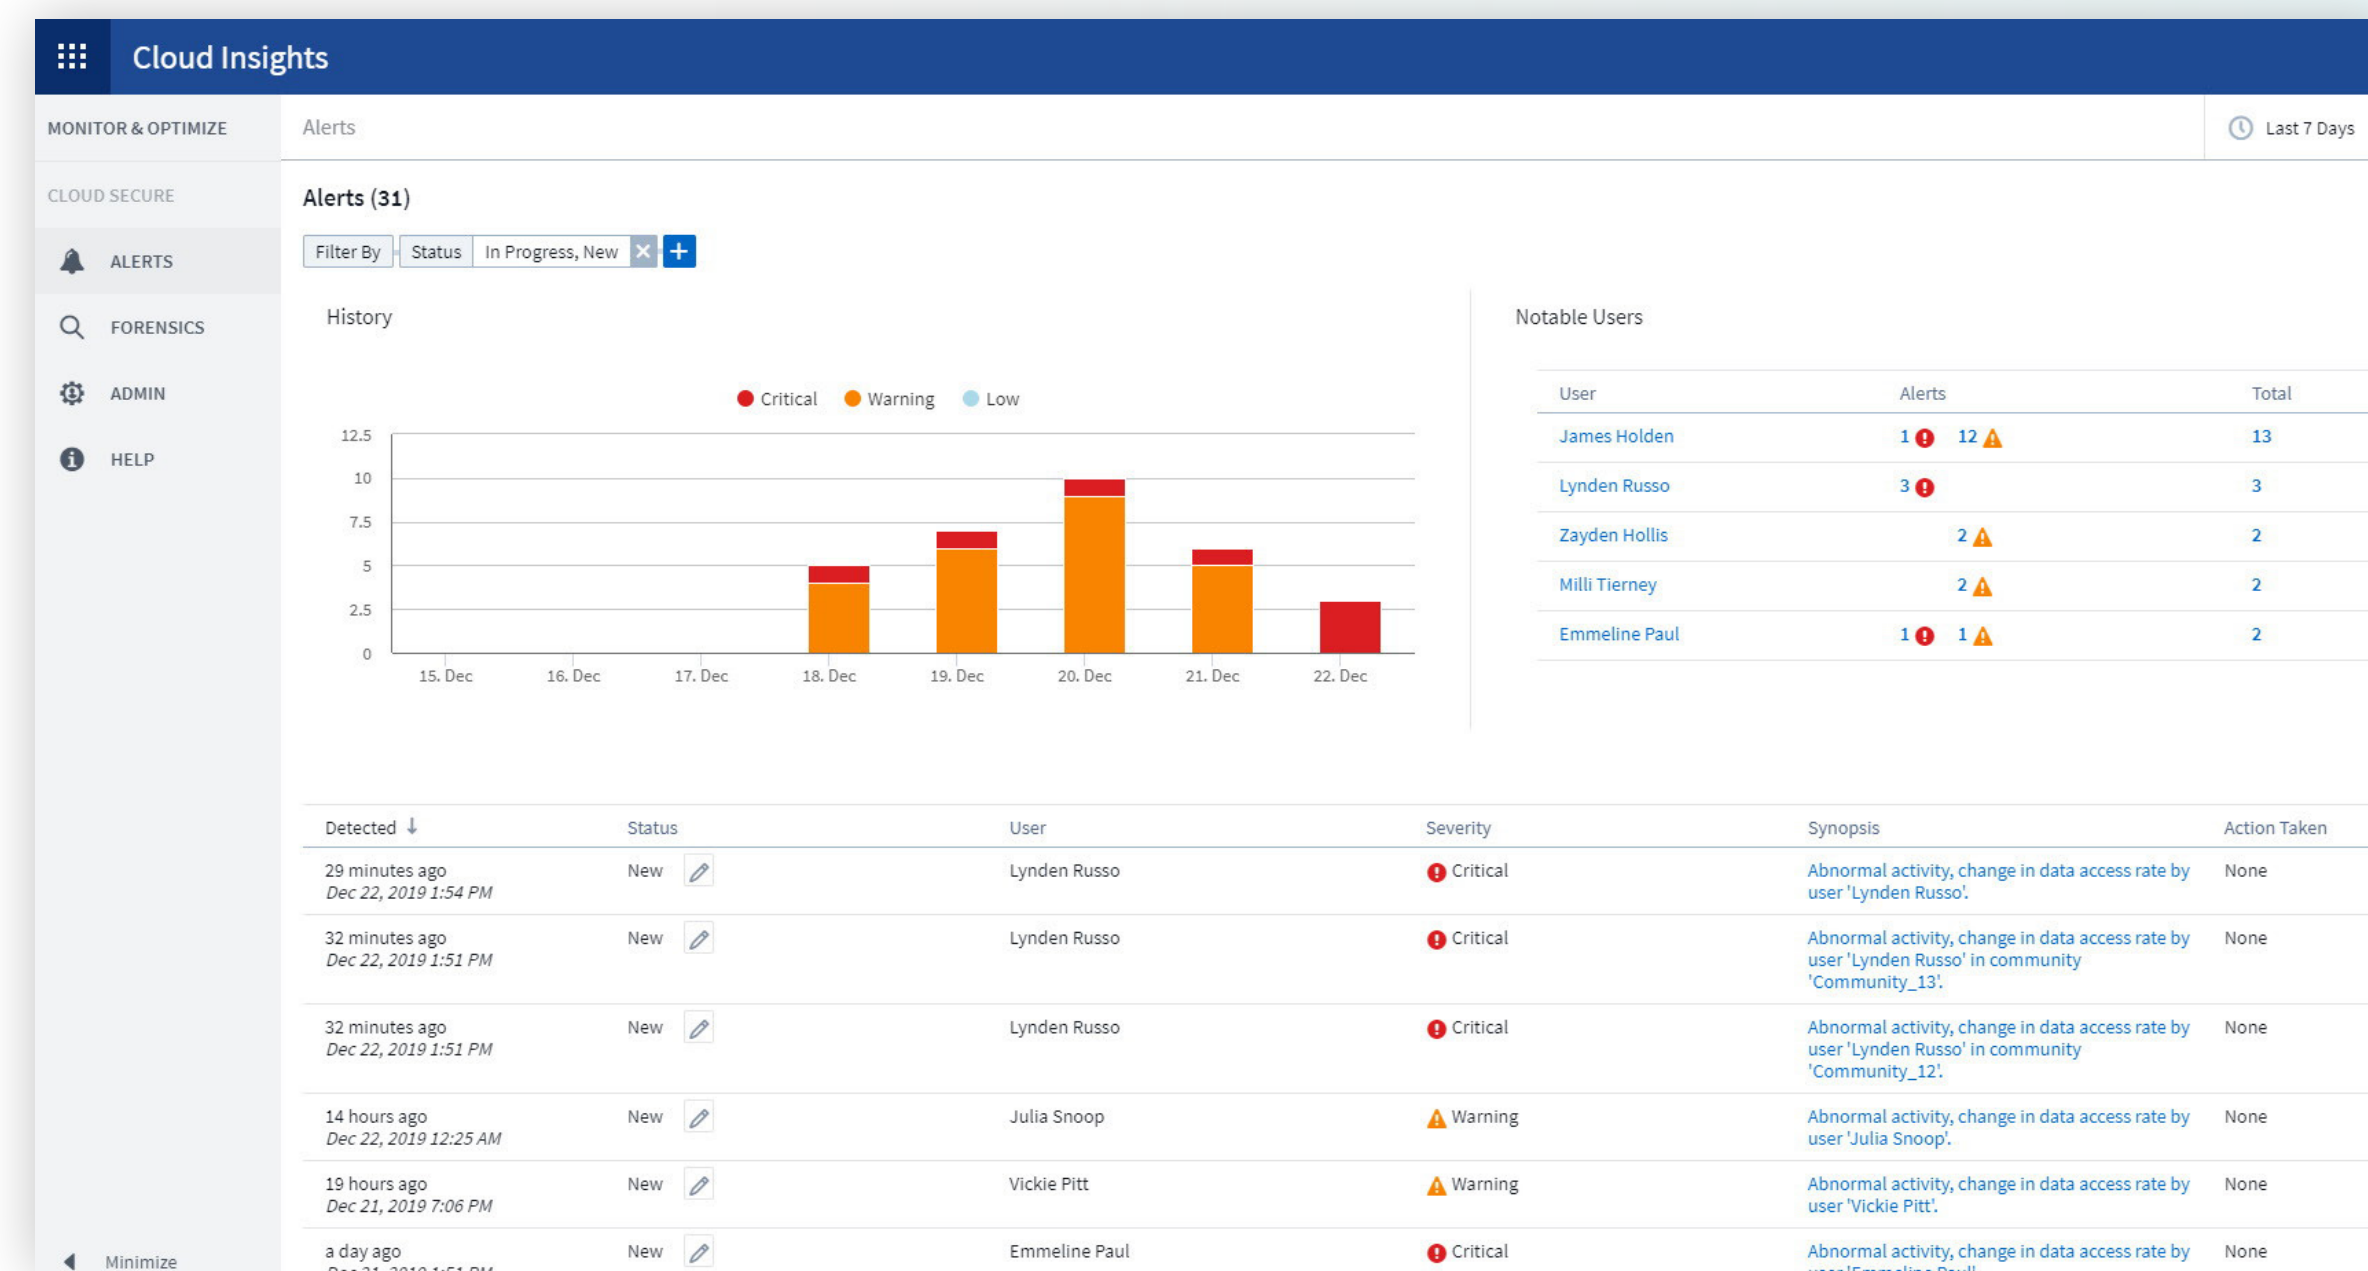 Cloud Insights
MONITOR & OPTIMIZE
Alerts
Last 7 Days
CLOUD SECURE
ALERTS
FORENSICS
ADMIN
HELP
Minimize
Alerts (31)
Filter By Status In Progress, New
History
Critical Warning Low
12.5
10
7.5
5
2.5
0
15. Dec 16. Dec 17. Dec 18. Dec 19. Dec 20. Dec 21. Dec 22. Dec
Notable Users
User Alerts Total
James Holden 1 12 13
Lynden Russo 3 3
Zayden Hollis 2 2
Milli Tierney 2 2
Emmeline Paul 1 1 2
Detected Status User Severity Synopsis Action Taken
29 minutes ago New Lynden Russo Critical Abnormal activity, change in data access rate by None
Dec 22, 2019 1:54 PM user 'Lynden Russo'.
32 minutes ago New Lynden Russo Critical Abnormal activity, change in data access rate by None
Dec 22, 2019 1:51 PM user 'Lynden Russo' in community
'Community_13'.
32 minutes ago New Lynden Russo Critical Abnormal activity, change in data access rate by None
Dec 22, 2019 1:51 PM user 'Lynden Russo' in community
'Community_12'.
14 hours ago New Julia Snoop Warning Abnormal activity, change in data access rate by None
Dec 22, 2019 12:25 AM user 'Julia Snoop'.
19 hours ago New Vickie Pitt Warning Abnormal activity, change in data access rate by None
Dec 21, 2019 7:06 PM user 'Vickie Pitt'.
a day ago New Emmeline Paul Critical Abnormal activity, change in data access rate by None